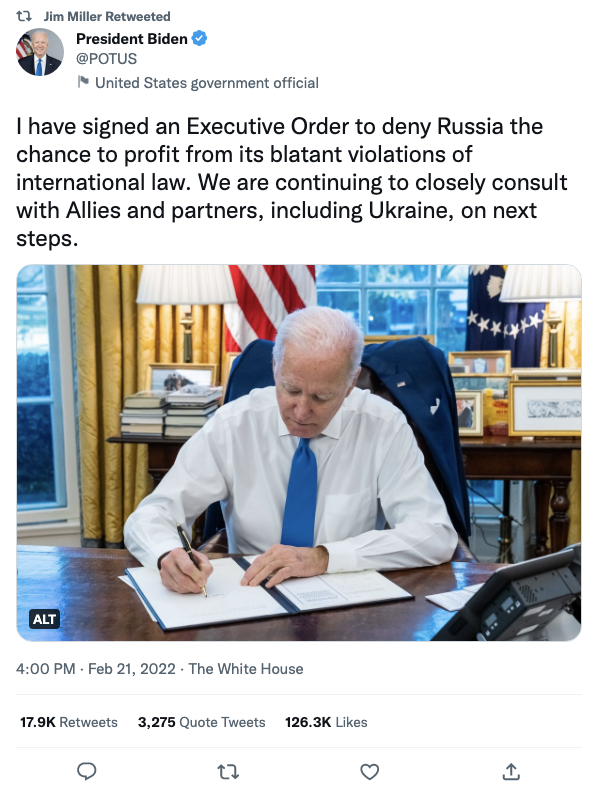 Jim Miller Retweeted
President Biden
@POTUS
United States government official
I have signed an Executive Order to deny Russia the
chance to profit from its blatant violations of
international law. We are continuing to closely consult
with Allies and partners, including Ukraine, on next
steps.
ALT
4:00 PM · Feb 21, 2022 · The White House
17.9K Retweets 3,275 Quote Tweets 126.3K Likes